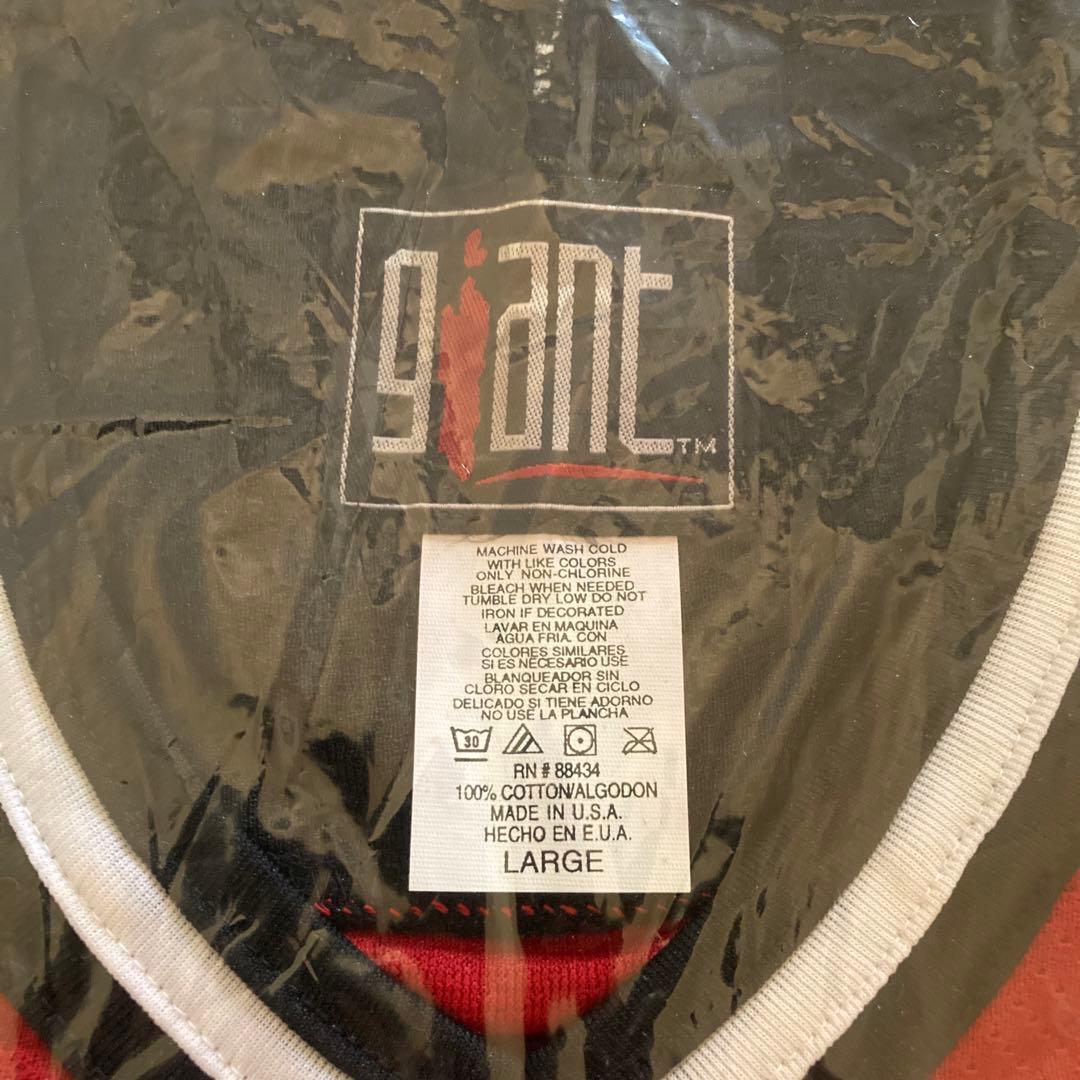 giant TM
MACHINE WASH COLD
WITH LIKE COLORS
ONLY NON-CHLORINE
BLEACH WHEN NEEDED
TUMBLE DRY LOW DO NOT
IRON IF DECORATED
LAVAR EN MAQUINA
AGUA FRIA. CON
COLORES SIMILARES
SI ES NECESARIO USE
BLANQUEADOR SIN
CLORO SECAR EN CICLO
DELICADO SI TIENE ADORNO
NO USE LA PLANCHA
30
RN # 88434
100% COTTON/ALGODON
MADE IN U.S.A.
HECHO EN E.U.A.
LARGE